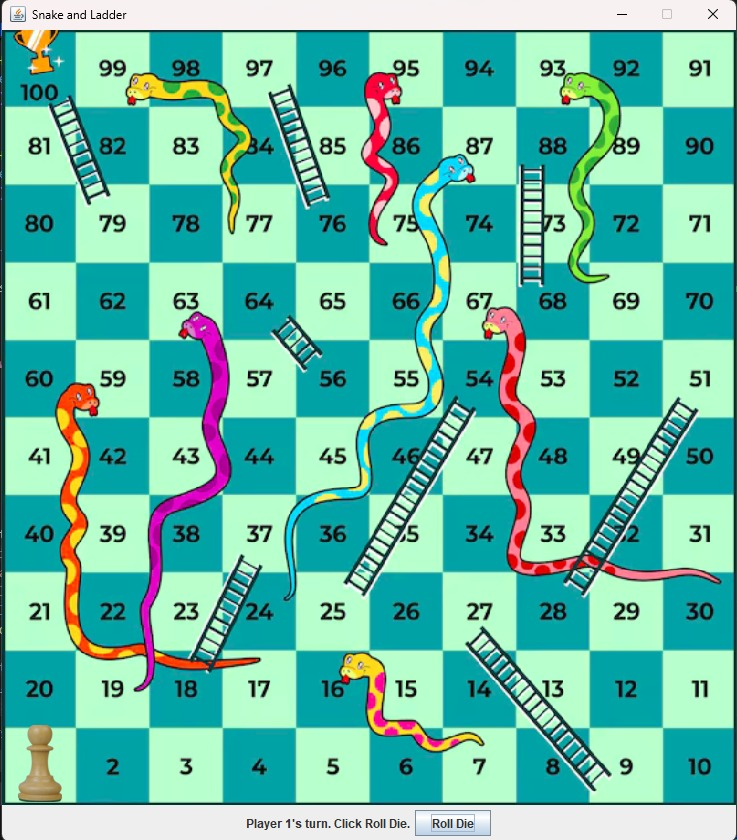 Snake and Ladder
99 98 97 96 95 94 93 92 91
100
81 82 83 84 85 86 87 88 89 90
80 79 78 77 76 75 74 73 72 71
61 62 63 64 65 66 67 68 69 70
60 59 58 57 56 55 54 53 52 51
41 42 43 44 45 46 47 48 49 50
40 39 38 37 36 35 34 33 32 31
21 22 23 24 25 26 27 28 29 30
20 19 18 17 16 15 14 13 12 11
2 3 4 5 6 7 8 9 10
Player 1's turn. Click Roll Die. Roll Die